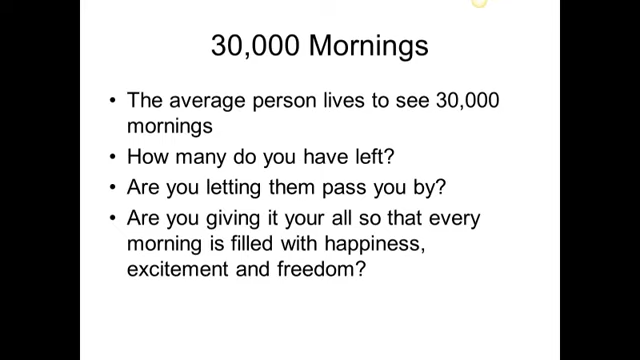 30,000 Mornings
• The average person lives to see 30,000
mornings
• How many do you have left?
• Are you letting them pass you by?
• Are you giving it your all so that every
morning is filled with happiness,
excitement and freedom?